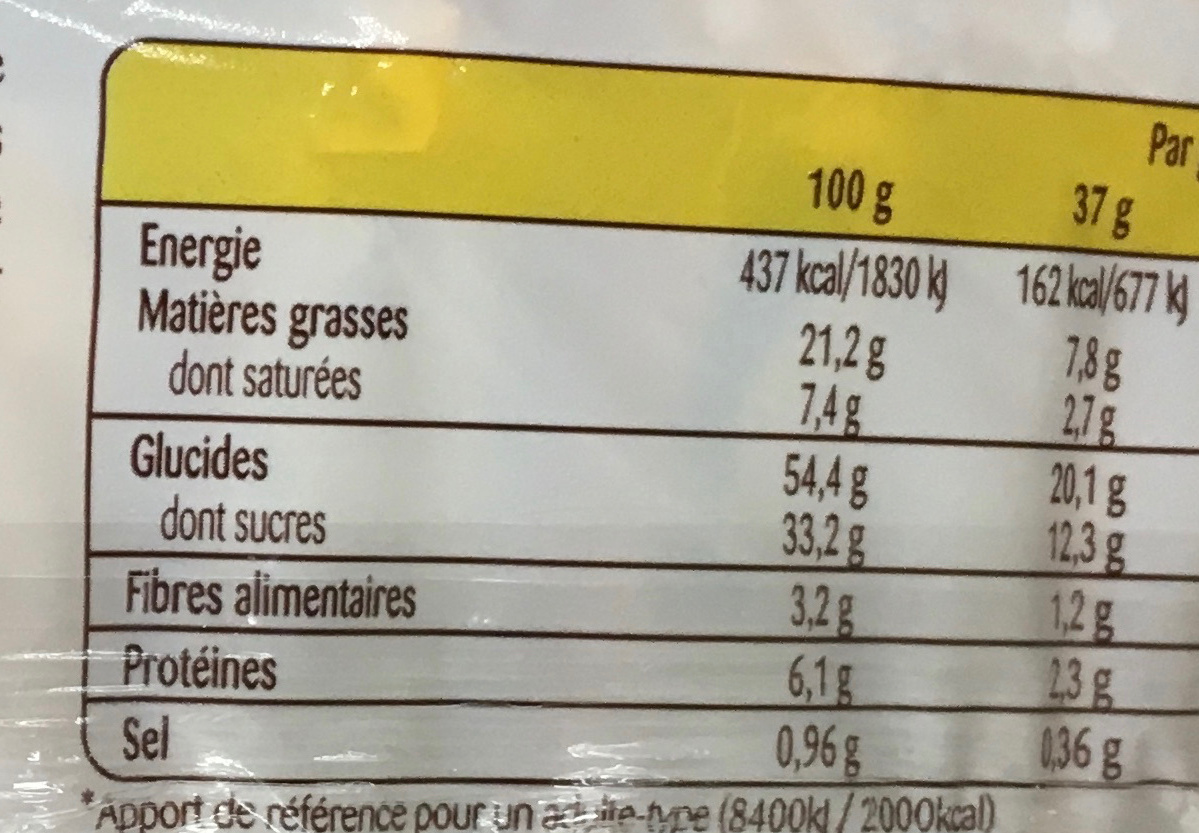 Par
100 g 37 g
Energie 437 kcal/1830 kJ 162 kcal/677 kJ
Matières grasses 21,2 g 7,8 g
dont saturées 7,4 g 2,7 g
Glucides 54,4 g 20,1 g
dont sucres 33,2 g 12,3 g
Fibres alimentaires 3,2 g 1,2 g
Protéines 6,1 g 2,3 g
Sel 0,96 g 0,36 g
*Apport de référence pour un adulte-type (8400kJ / 2000kcal)